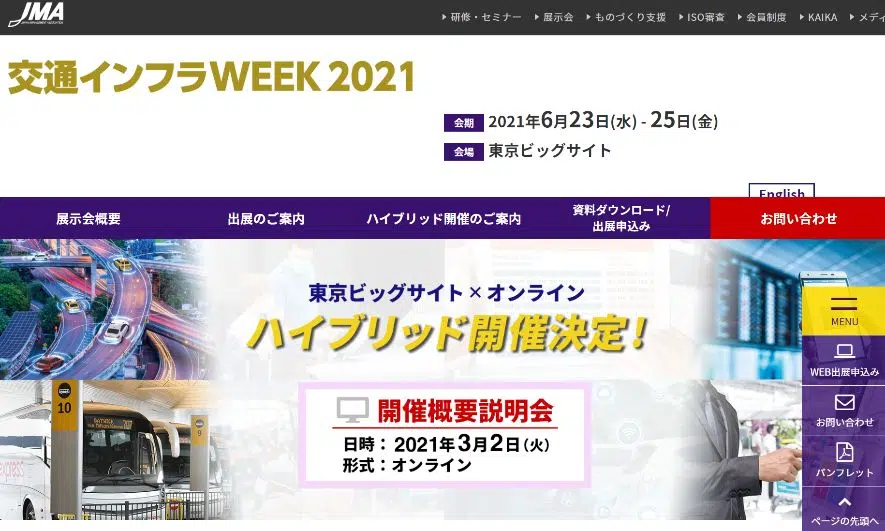 JMA
研修・セミナー
展示会
ものづくり支援
ISO審査
会員制度
KAIKA
メディ
交通インフラWEEK 2021
会期 2021年6月23日(水) - 25日(金)
会場 東京ビッグサイト
English
展示会概要
出展のご案内
ハイブリッド開催のご案内
資料ダウンロード/
出展申込み
お問い合わせ
東京ビッグサイト×オンライン
ハイブリッド開催決定!
開催概要説明会
日時：2021年3月2日（火）
形式：オンライン
10
9
MENU
WEB出展申込み
お問い合わせ
パンフレット
ページの先頭へ